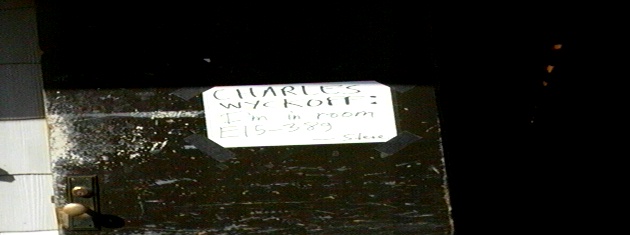 CHARLES
WYCKOFF:
I'm in room
E15-389
— Steve